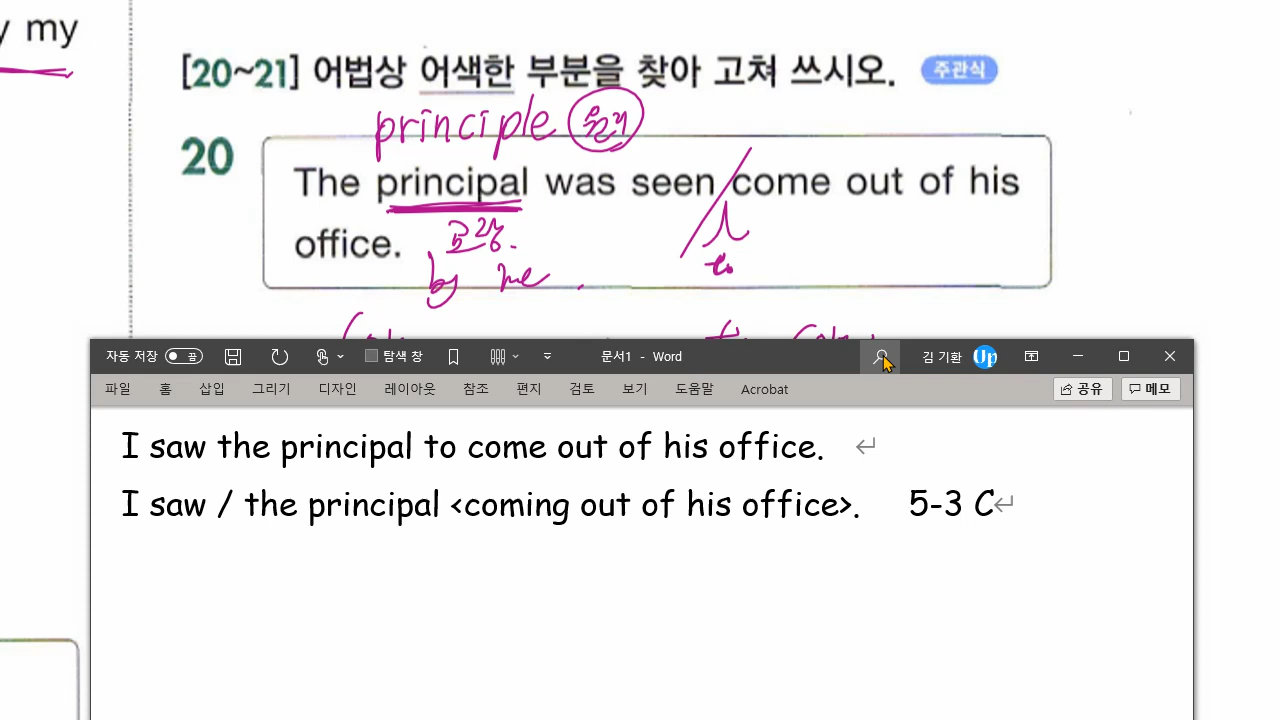 y my
[20~21] 어법상 어색한 부분을 찾아 고쳐 쓰시오. 주관식
principle 원리
20
The principal was seen come out of his
office.
교장.
to
by me.
자동 저장 문서1 - Word 김 기환 Up
탐색 창
파일 홈 삽입 그리기 디자인 레이아웃 참조 편지 검토 보기 도움말 Acrobat 공유 메모
I saw the principal to come out of his office.
I saw / the principal <coming out of his office>. 5-3 C